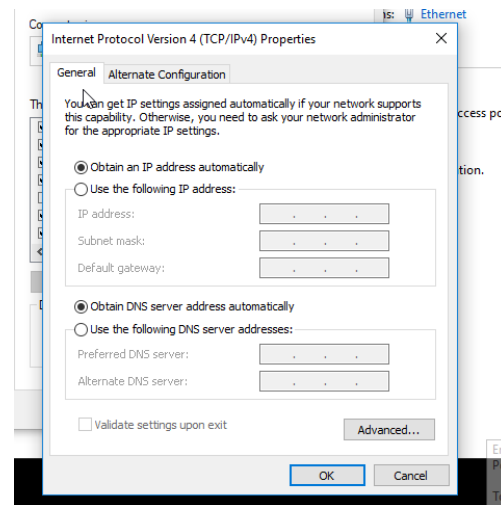 is: Ethernet
Co
Internet Protocol Version 4 (TCP/IPv4) Properties
General Alternate Configuration
Th
You can get IP settings assigned automatically if your network supports
this capability. Otherwise, you need to ask your network administrator
for the appropriate IP settings.
ccess po
tion.
Obtain an IP address automatically
Use the following IP address:
IP address:
Subnet mask:
Default gateway:
Obtain DNS server address automatically
Use the following DNS server addresses:
Preferred DNS server:
Alternate DNS server:
Validate settings upon exit
Advanced...
OK Cancel